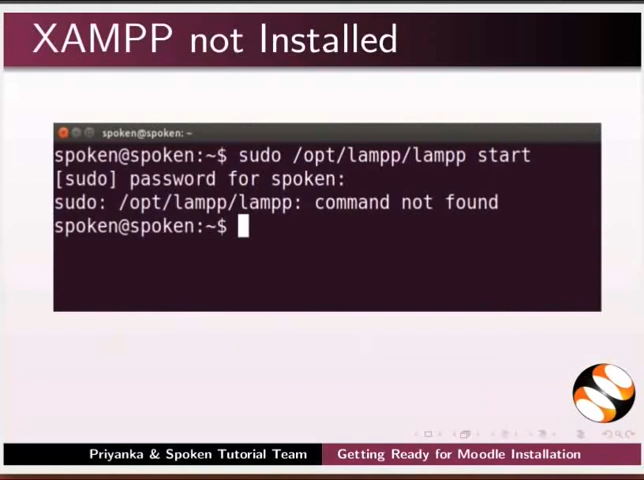 XAMPP not Installed
spoken@spoken: ~
spoken@spoken:~$ sudo /opt/lampp/lampp start
[sudo] password for spoken:
sudo: /opt/lampp/lampp: command not found
spoken@spoken:~$
Priyanka & Spoken Tutorial Team
Getting Ready for Moodle Installation